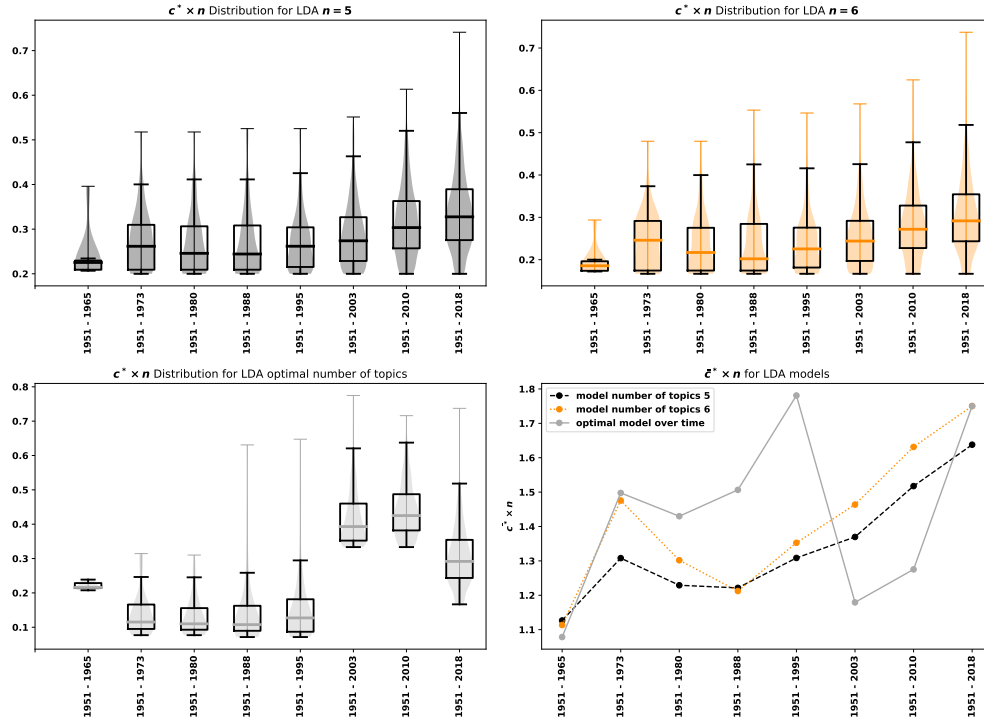 c* × n Distribution for LDA n = 5
0.7
0.6
0.5
0.4
0.3
0.2
1951 - 1965
1951 - 1973
1951 - 1980
1951 - 1988
1951 - 1995
1951 - 2003
1951 - 2010
1951 - 2018
c* × n Distribution for LDA n = 6
0.7
0.6
0.5
0.4
0.3
0.2
1951 - 1965
1951 - 1973
1951 - 1980
1951 - 1988
1951 - 1995
1951 - 2003
1951 - 2010
1951 - 2018
c* × n Distribution for LDA optimal number of topics
0.8
0.7
0.6
0.5
0.4
0.3
0.2
0.1
1951 - 1965
1951 - 1973
1951 - 1980
1951 - 1988
1951 - 1995
1951 - 2003
1951 - 2010
1951 - 2018
c̄* × n for LDA models
model number of topics 5
model number of topics 6
optimal model over time
c̄* × n
1.8
1.7
1.6
1.5
1.4
1.3
1.2
1.1
1951 - 1965
1951 - 1973
1951 - 1980
1951 - 1988
1951 - 1995
1951 - 2003
1951 - 2010
1951 - 2018